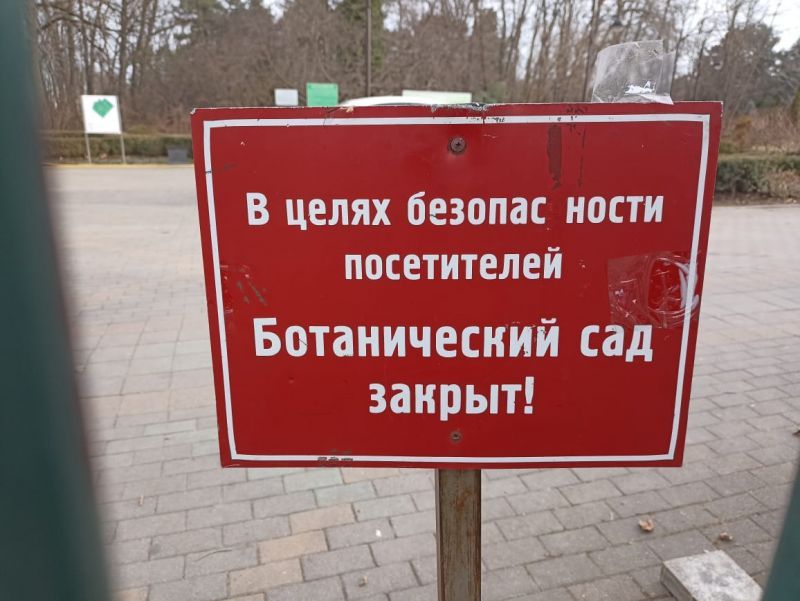 В целях безопас ности
посетителей
Ботанический сад
закрыт!